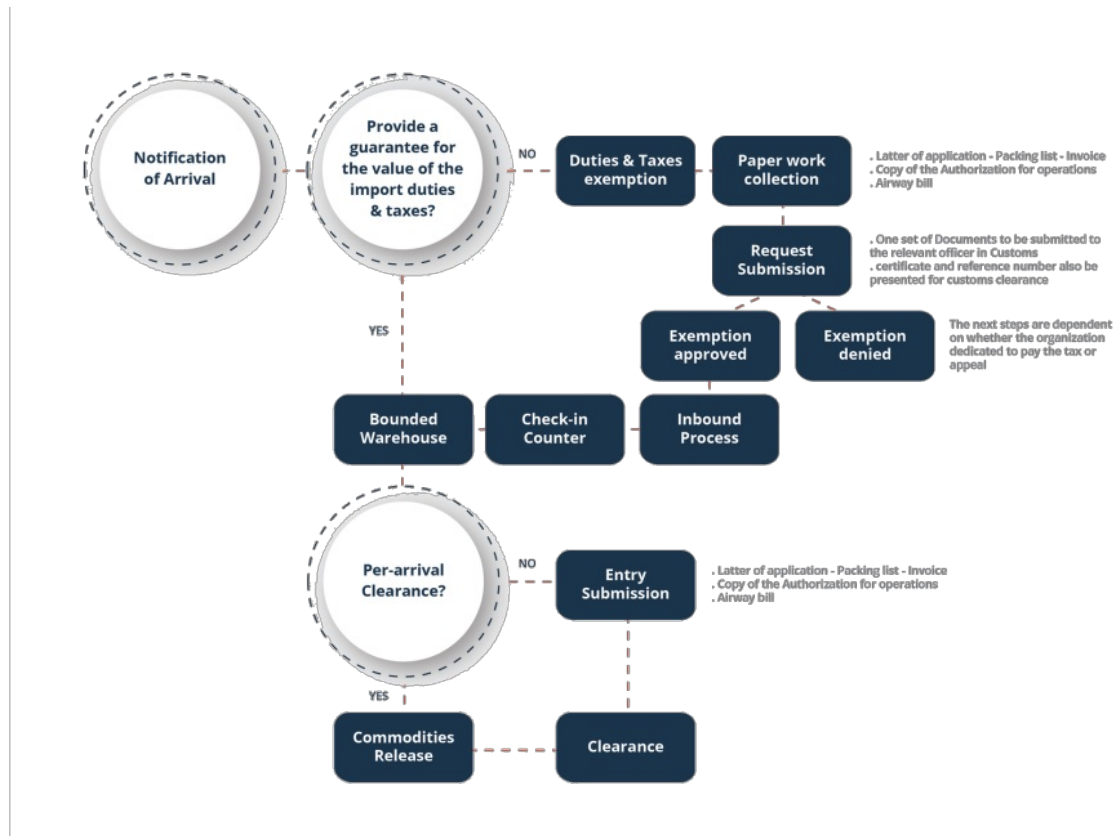 Notification
of Arrival
Provide a
guarantee for
the value of the
import duties
& taxes?
NO
Duties & Taxes
exemption
Paper work
collection
. Latter of application - Packing list - Invoice
. Copy of the Authorization for operations
. Airway bill
Request
Submission
. One set of Documents to be submitted to
the relevant officer in Customs
. certificate and reference number also be
presented for customs clearance
YES
Exemption
approved
Exemption
denied
The next steps are dependent
on whether the organization
dedicated to pay the tax or
appeal
Bounded
Warehouse
Check-in
Counter
Inbound
Process
Per-arrival
Clearance?
NO
Entry
Submission
. Latter of application - Packing list - Invoice
. Copy of the Authorization for operations
. Airway bill
YES
Commodities
Release
Clearance